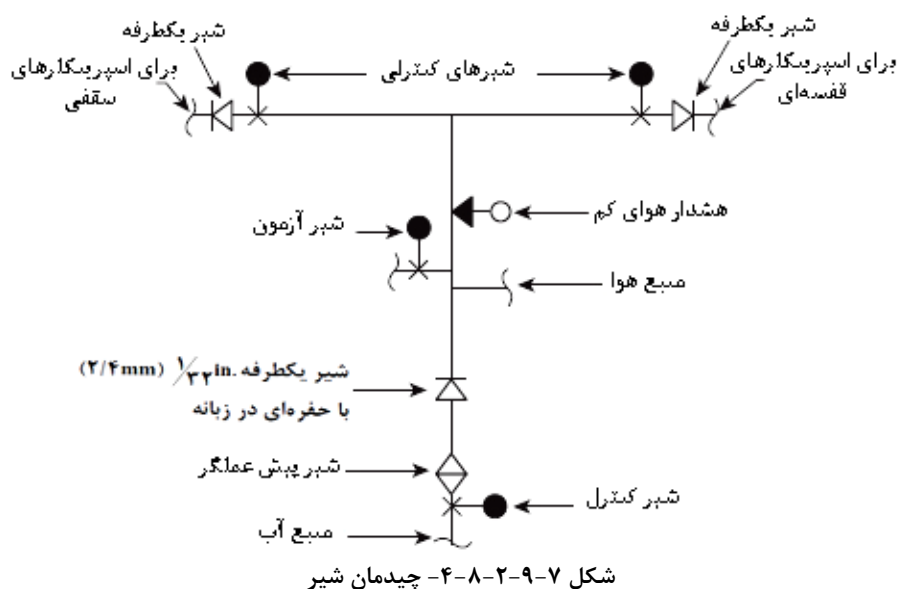 شیر یکطرفه
برای اسپرینکلرهای
سقفی
شیرهای کنترلی
شیر یکطرفه
برای اسپرینکلرهای
قفسه‌ای
هشدار هوای کم
شیر آزمون
منبع هوا
شیر یکطرفه ۱/۳۲in. (۲/۴mm)
با حفره‌ای در زبانه
شیر پیش عملگر
شیر کنترل
منبع آب
شکل ۷-۹-۲-۸-۴- چیدمان شیر